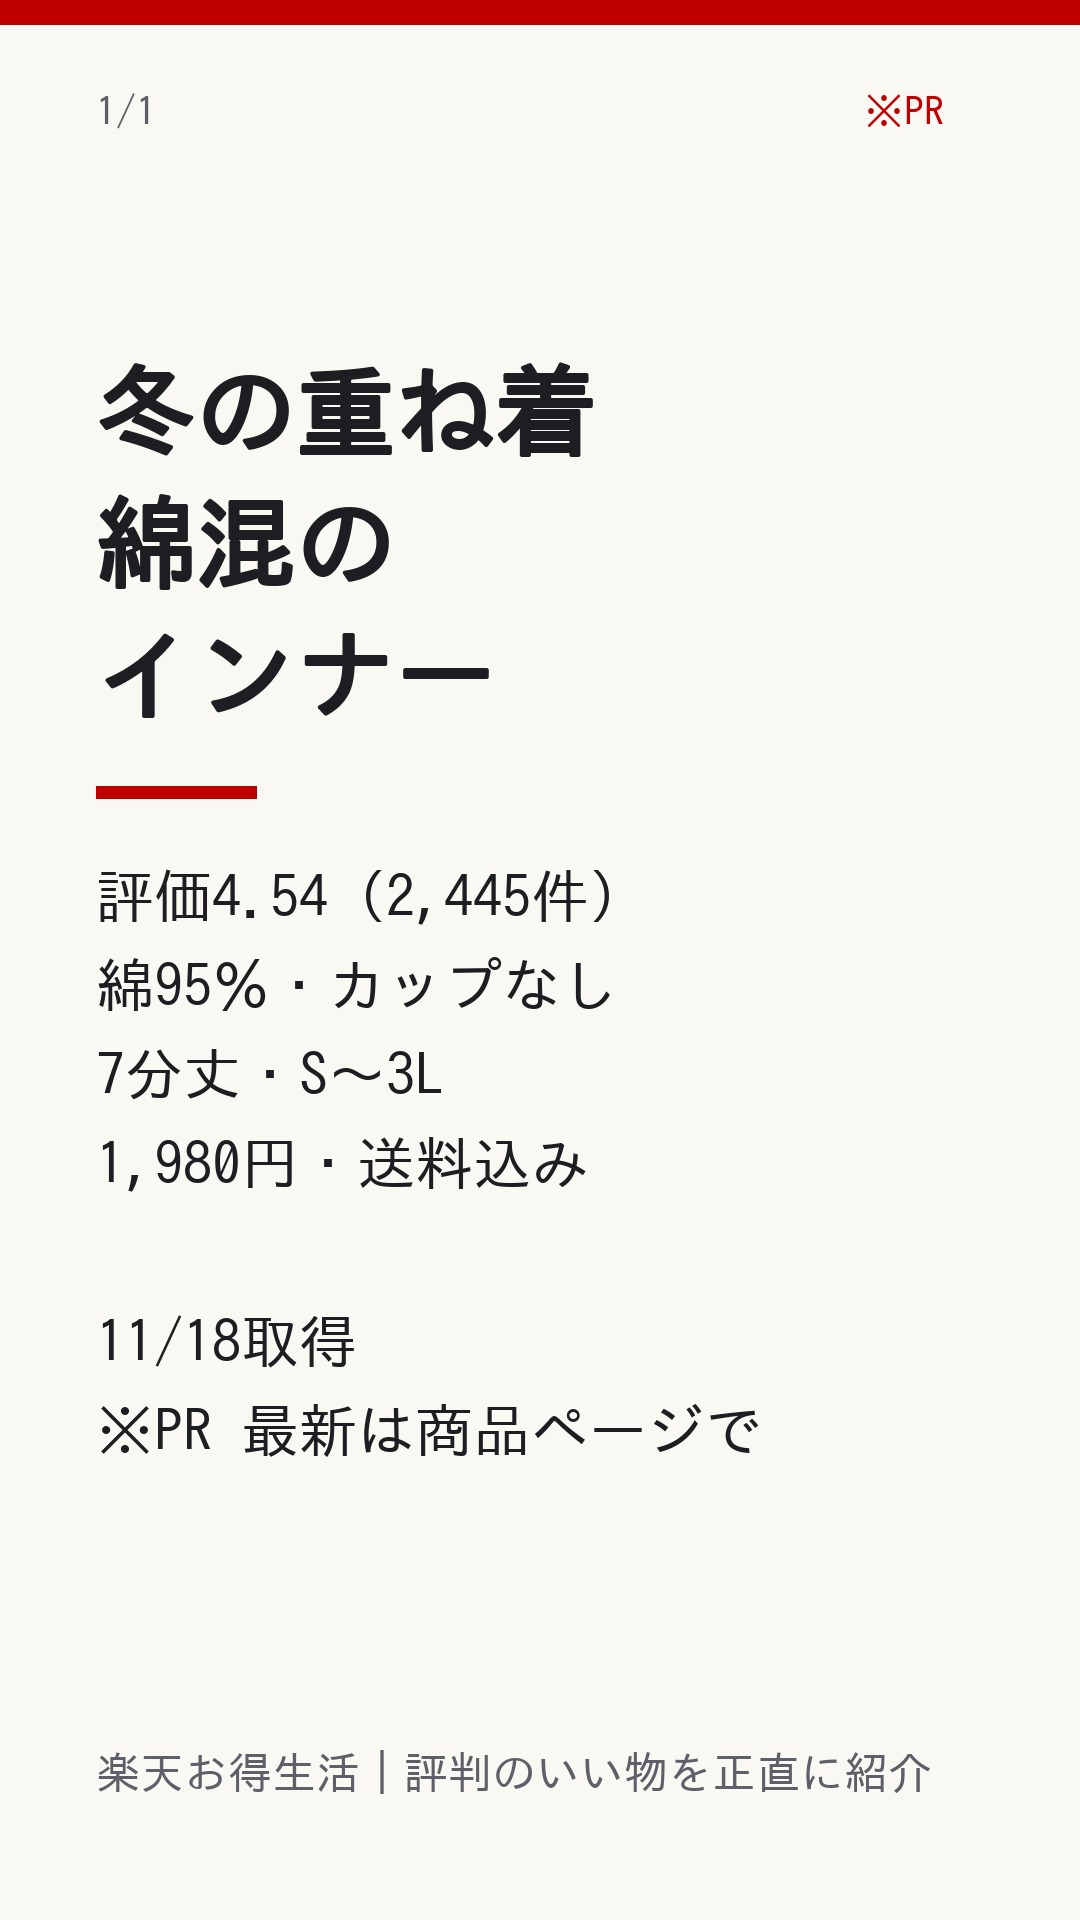 1/1
※PR
冬の重ね着
綿混の
インナー
評価4.54（2,445件）
綿95%・カップなし
7分丈・S〜3L
1,980円・送料込み
11/18取得
※PR 最新は商品ページで
楽天お得生活｜評判のいい物を正直に紹介